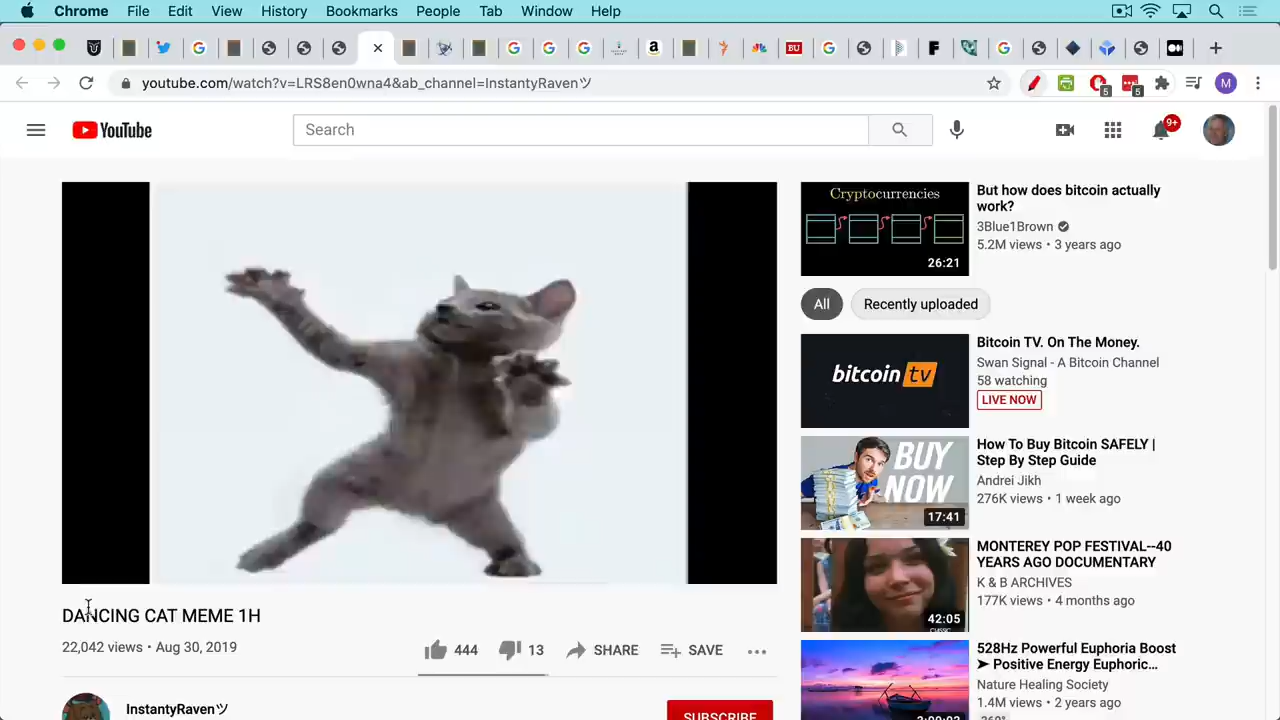 Chrome File Edit View History Bookmarks People Tab Window Help
youtube.com/watch?v=LRS8en0wna4&ab_channel=InstantyRavenツ
5 5 M
YouTube
Search
9+
Cryptocurrencies
26:21
But how does bitcoin actually
work?
3Blue1Brown
5.2M views • 3 years ago
All
Recently uploaded
bitcoin tv
Bitcoin TV. On The Money.
Swan Signal - A Bitcoin Channel
58 watching
LIVE NOW
BUY
NOW
17:41
How To Buy Bitcoin SAFELY |
Step By Step Guide
Andrei Jikh
276K views • 1 week ago
42:05
MONTEREY POP FESTIVAL--40
YEARS AGO DOCUMENTARY
K & B ARCHIVES
177K views • 4 months ago
528Hz Powerful Euphoria Boost
➤ Positive Energy Euphoric...
Nature Healing Society
1.4M views • 2 years ago
DANCING CAT MEME 1H
22,042 views • Aug 30, 2019
444 13 SHARE SAVE
InstantyRavenツ
SUBSCRIBE